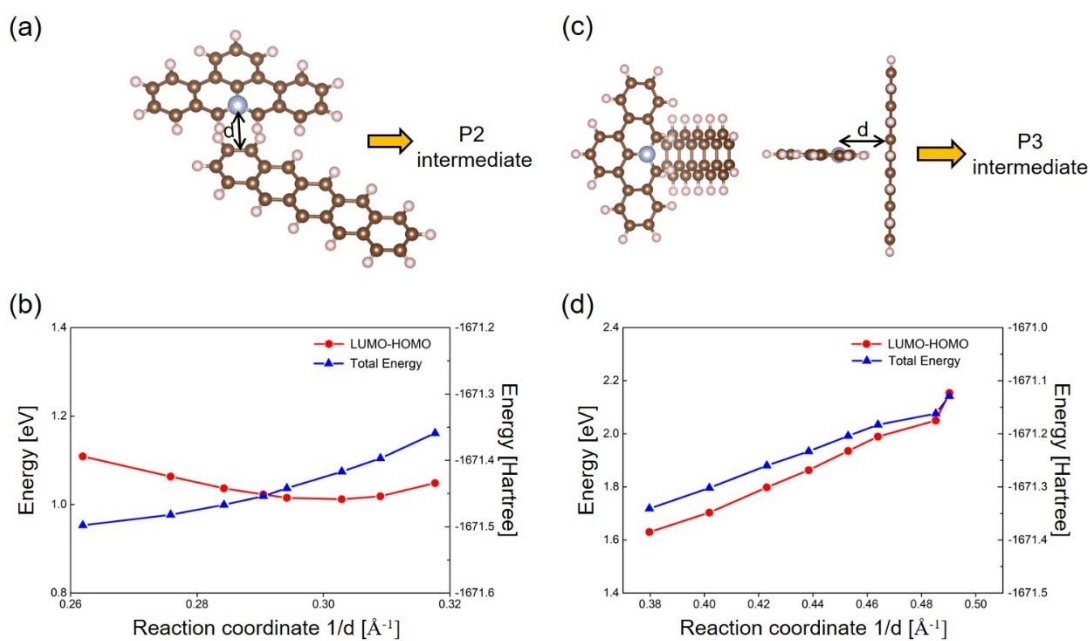 (a)
d
P2
intermediate
(c)
d
P3
intermediate
(b)
1.4
1.2
1.0
0.8
Energy [eV]
LUMO-HOMO
Total Energy
-1671.2
-1671.3
-1671.4
-1671.5
-1671.6
Energy [Hartree]
0.26
0.28
0.30
0.32
Reaction coordinate 1/d [Å⁻¹]
(d)
2.4
2.2
2.0
1.8
1.6
1.4
Energy [eV]
LUMO-HOMO
Total Energy
-1671.0
-1671.1
-1671.2
-1671.3
-1671.4
-1671.5
Energy [Hartree]
0.38
0.40
0.42
0.44
0.46
0.48
0.50
Reaction coordinate 1/d [Å⁻¹]